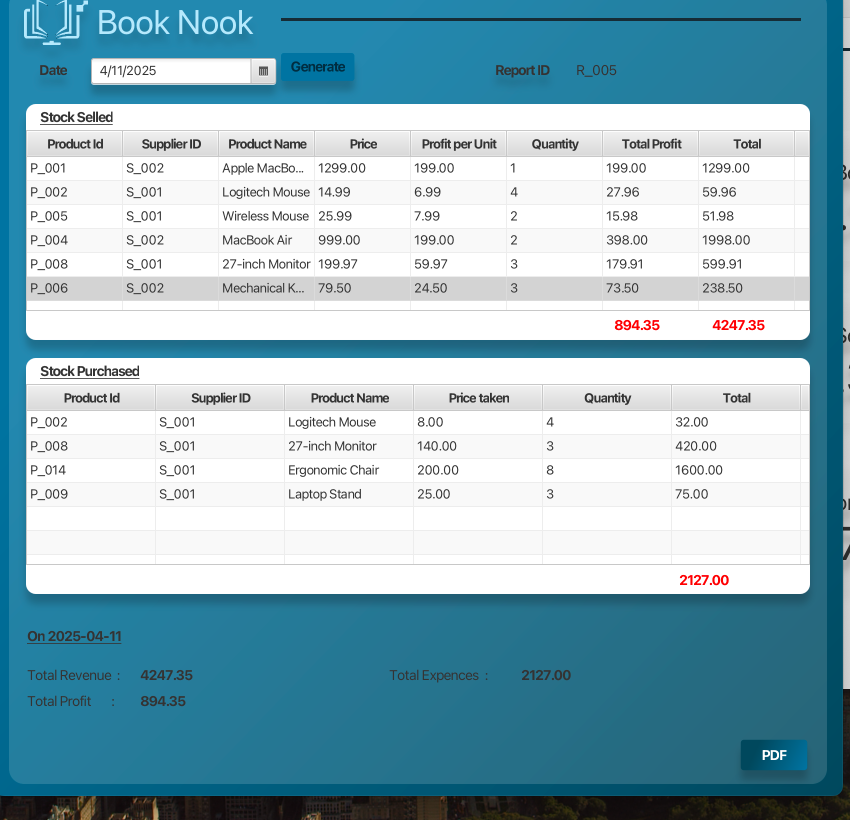 Book Nook
Date 4/11/2025 Generate Report ID R_005
Stock Selled
Product Id Supplier ID Product Name Price Profit per Unit Quantity Total Profit Total
P_001 S_002 Apple MacBo... 1299.00 199.00 1 199.00 1299.00
P_002 S_001 Logitech Mouse 14.99 6.99 4 27.96 59.96
P_005 S_001 Wireless Mouse 25.99 7.99 2 15.98 51.98
P_004 S_002 MacBook Air 999.00 199.00 2 398.00 1998.00
P_008 S_001 27-inch Monitor 199.97 59.97 3 179.91 599.91
P_006 S_002 Mechanical K... 79.50 24.50 3 73.50 238.50
894.35 4247.35
Stock Purchased
Product Id Supplier ID Product Name Price taken Quantity Total
P_002 S_001 Logitech Mouse 8.00 4 32.00
P_008 S_001 27-inch Monitor 140.00 3 420.00
P_014 S_001 Ergonomic Chair 200.00 8 1600.00
P_009 S_001 Laptop Stand 25.00 3 75.00
2127.00
On 2025-04-11
Total Revenue : 4247.35 Total Expences : 2127.00
Total Profit : 894.35
PDF